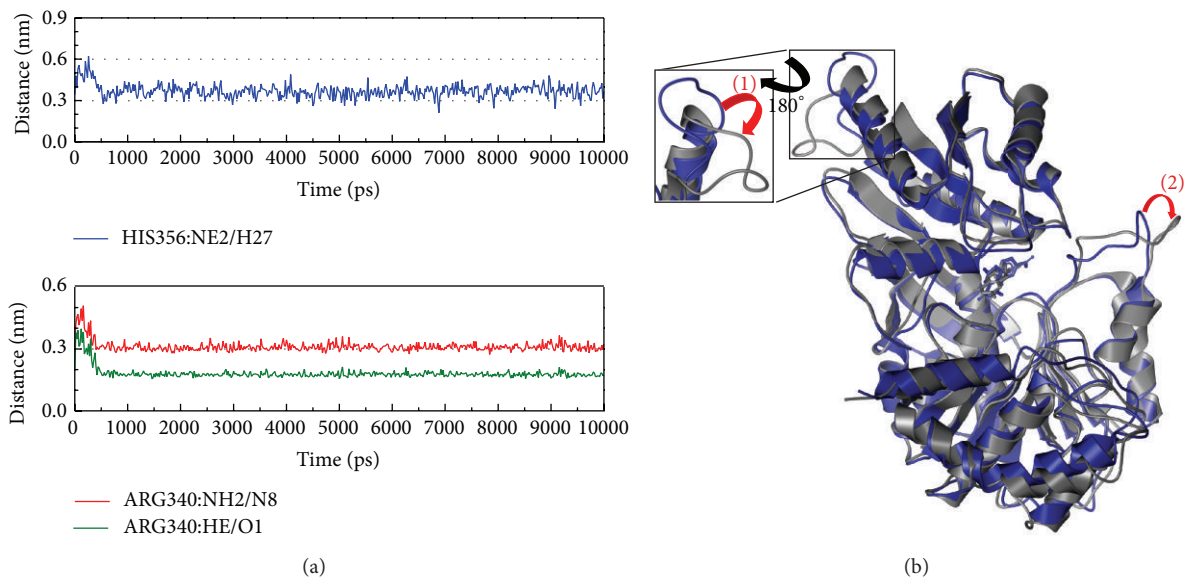 0.9
0.6
0.3
0.0
Distance (nm)
0 1000 2000 3000 4000 5000 6000 7000 8000 9000 10000
Time (ps)
HIS356:NE2/H27
0.6
0.3
0.0
Distance (nm)
0 1000 2000 3000 4000 5000 6000 7000 8000 9000 10000
Time (ps)
ARG340:NH2/N8
ARG340:HE/O1
(a)
(1)
180°
(2)
(b)